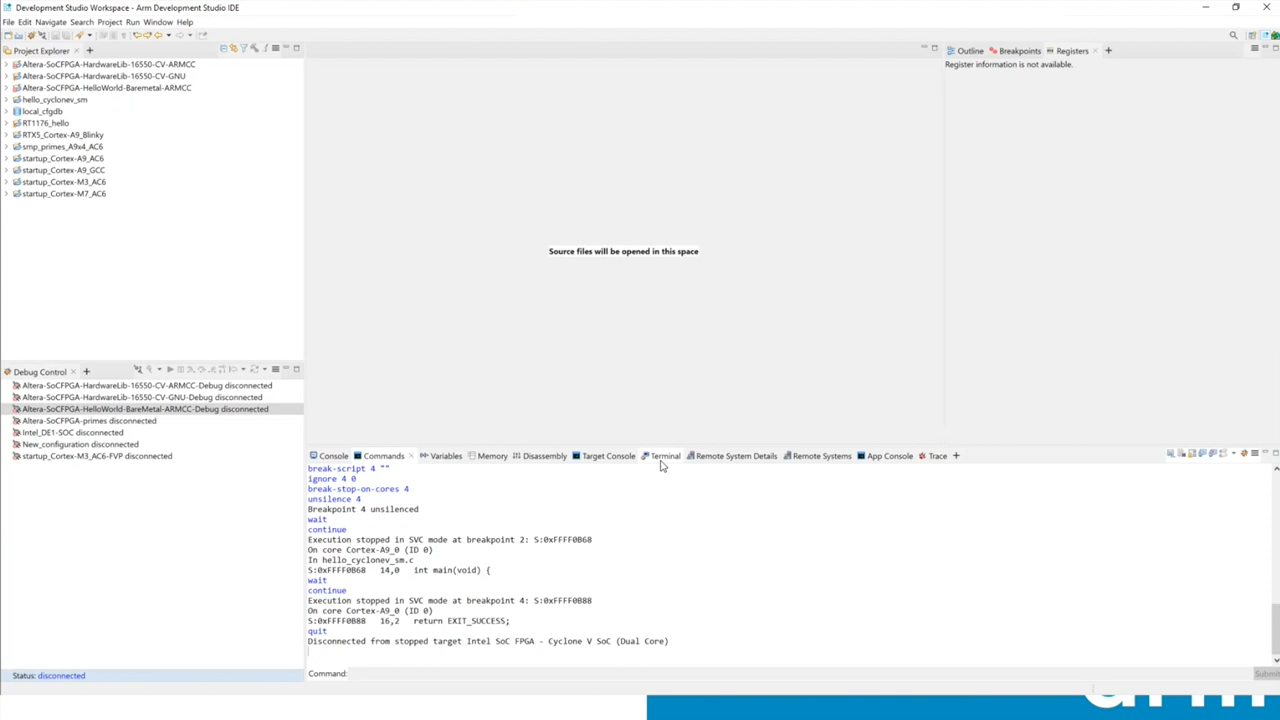 Development Studio Workspace - Arm Development Studio IDE
File Edit Navigate Search Project Run Window Help
Project Explorer
Altera-SoCFPGA-HardwareLib-16550-CV-ARMCC
Altera-SoCFPGA-HardwareLib-16550-CV-GNU
Altera-SoCFPGA-HelloWorld-Baremetal-ARMCC
hello_cyclonev_sm
local_cfgdb
RT1176_hello
RTX5_Cortex-A9_Blinky
smp_primes_A9x4_AC6
startup_Cortex-A9_AC6
startup_Cortex-A9_GCC
startup_Cortex-M3_AC6
startup_Cortex-M7_AC6
Source files will be opened in this space
Outline Breakpoints Registers
Register information is not available.
Debug Control
Altera-SoCFPGA-HardwareLib-16550-CV-ARMCC-Debug disconnected
Altera-SoCFPGA-HardwareLib-16550-CV-GNU-Debug disconnected
Altera-SoCFPGA-HelloWorld-BareMetal-ARMCC-Debug disconnected
Altera-SoCFPGA-primes disconnected
Intel_DE1-SOC disconnected
New_configuration disconnected
startup_Cortex-M3_AC6-FVP disconnected
Status: disconnected
Console Commands Variables Memory Disassembly Target Console Terminal Remote System Details Remote Systems App Console Trace
break-script 4 ""
ignore 4 0
break-stop-on-cores 4
unsilence 4
Breakpoint 4 unsilenced
wait
continue
Execution stopped in SVC mode at breakpoint 2: S:0xFFFF0B68
On core Cortex-A9_0 (ID 0)
In hello_cyclonev_sm.c
S:0xFFFF0B68 14,0 int main(void) {
wait
continue
Execution stopped in SVC mode at breakpoint 4: S:0xFFFF0B88
On core Cortex-A9_0 (ID 0)
S:0xFFFF0B88 16,2 return EXIT_SUCCESS;
quit
Disconnected from stopped target Intel SoC FPGA - Cyclone V SoC (Dual Core)
Command:
Submit